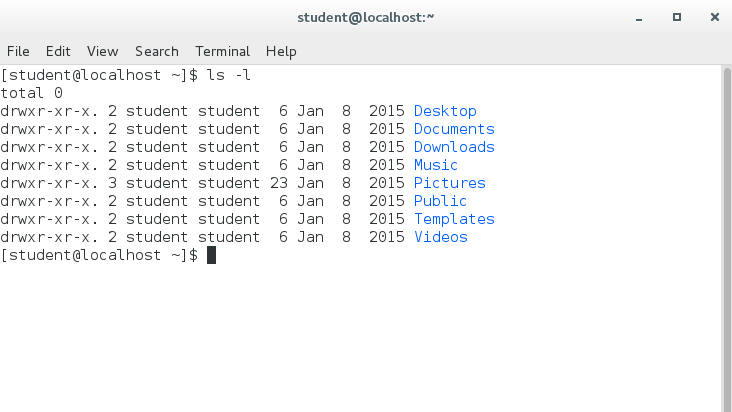 student@localhost:~
File Edit View Search Terminal Help
[student@localhost ~]$ ls -l
total 0
drwxr-xr-x. 2 student student  6 Jan  8  2015 Desktop
drwxr-xr-x. 2 student student  6 Jan  8  2015 Documents
drwxr-xr-x. 2 student student  6 Jan  8  2015 Downloads
drwxr-xr-x. 2 student student  6 Jan  8  2015 Music
drwxr-xr-x. 3 student student 23 Jan  8  2015 Pictures
drwxr-xr-x. 2 student student  6 Jan  8  2015 Public
drwxr-xr-x. 2 student student  6 Jan  8  2015 Templates
drwxr-xr-x. 2 student student  6 Jan  8  2015 Videos
[student@localhost ~]$